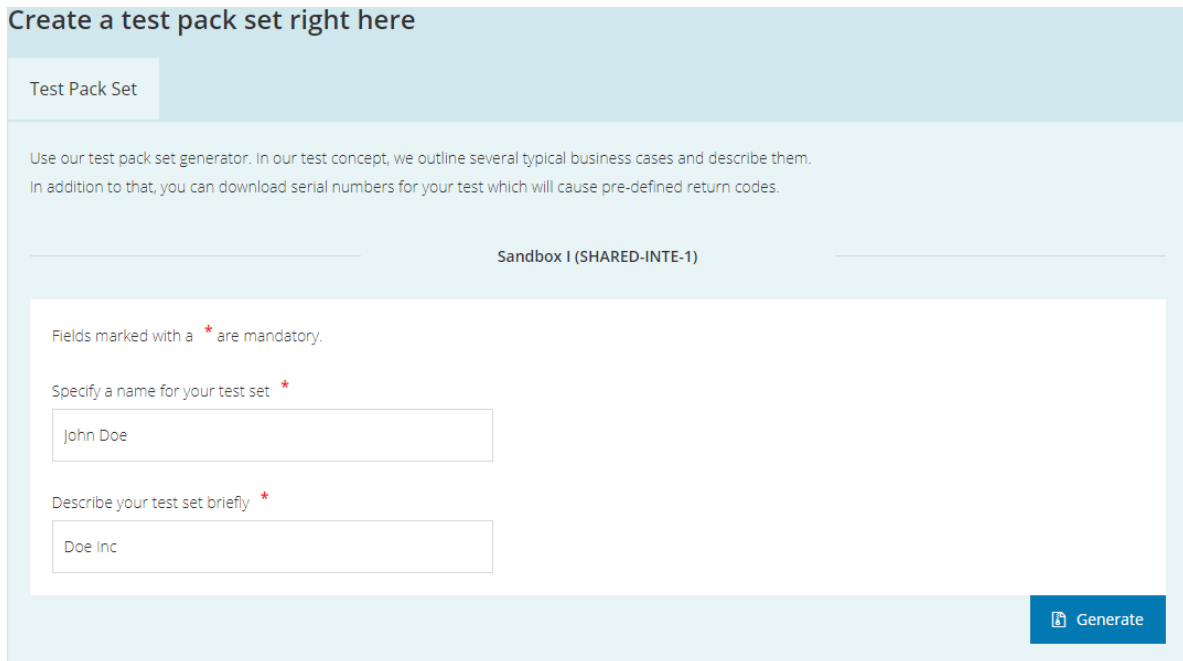 Create a test pack set right here
Test Pack Set
Use our test pack set generator. In our test concept, we outline several typical business cases and describe them.
In addition to that, you can download serial numbers for your test which will cause pre-defined return codes.
Sandbox I (SHARED-INTE-1)
Fields marked with a * are mandatory.
Specify a name for your test set *
John Doe
Describe your test set briefly *
Doe Inc
Generate